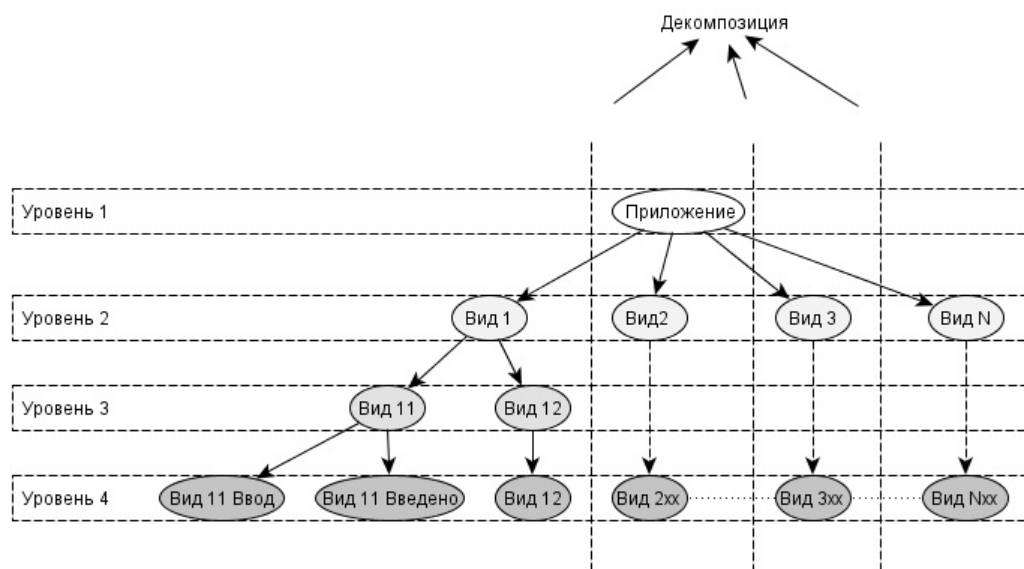 Декомпозиция
Уровень 1
Приложение
Уровень 2
Вид 1
Вид2
Вид 3
Вид N
Уровень 3
Вид 11
Вид 12
Уровень 4
Вид 11 Ввод
Вид 11 Введено
Вид 12
Вид 2xx
Вид 3xx
Вид Nxx